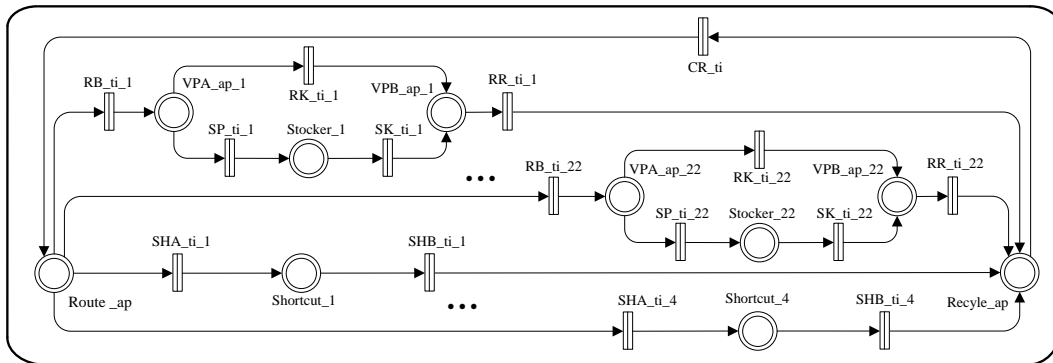 CR_ti
RB_ti_1
VPA_ap_1
RK_ti_1
VPB_ap_1
RR_ti_1
SP_ti_1
Stocker_1
SK_ti_1
...
RB_ti_22
VPA_ap_22
RK_ti_22
VPB_ap_22
RR_ti_22
SP_ti_22
Stocker_22
SK_ti_22
SHA_ti_1
SHB_ti_1
Route _ap
Shortcut_1
...
SHA_ti_4
Shortcut_4
SHB_ti_4
Recyle_ap